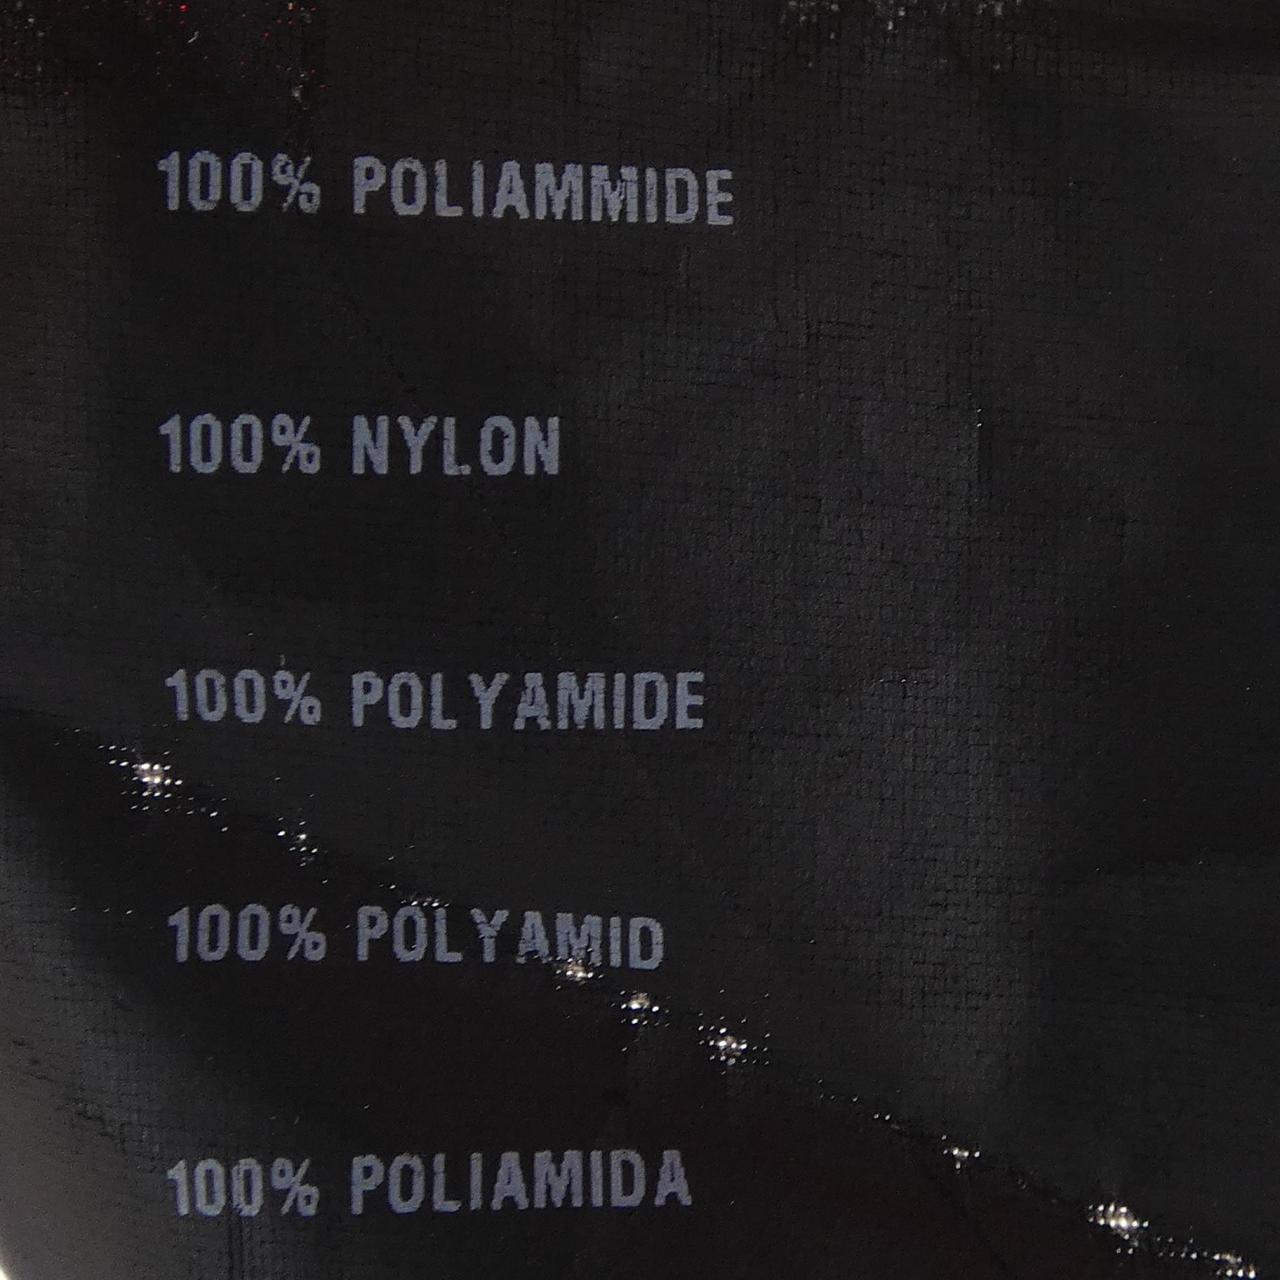 100% POLIAMMIDE
100% NYLON
100% POLYAMIDE
100% POLYAMID
100% POLIAMIDA